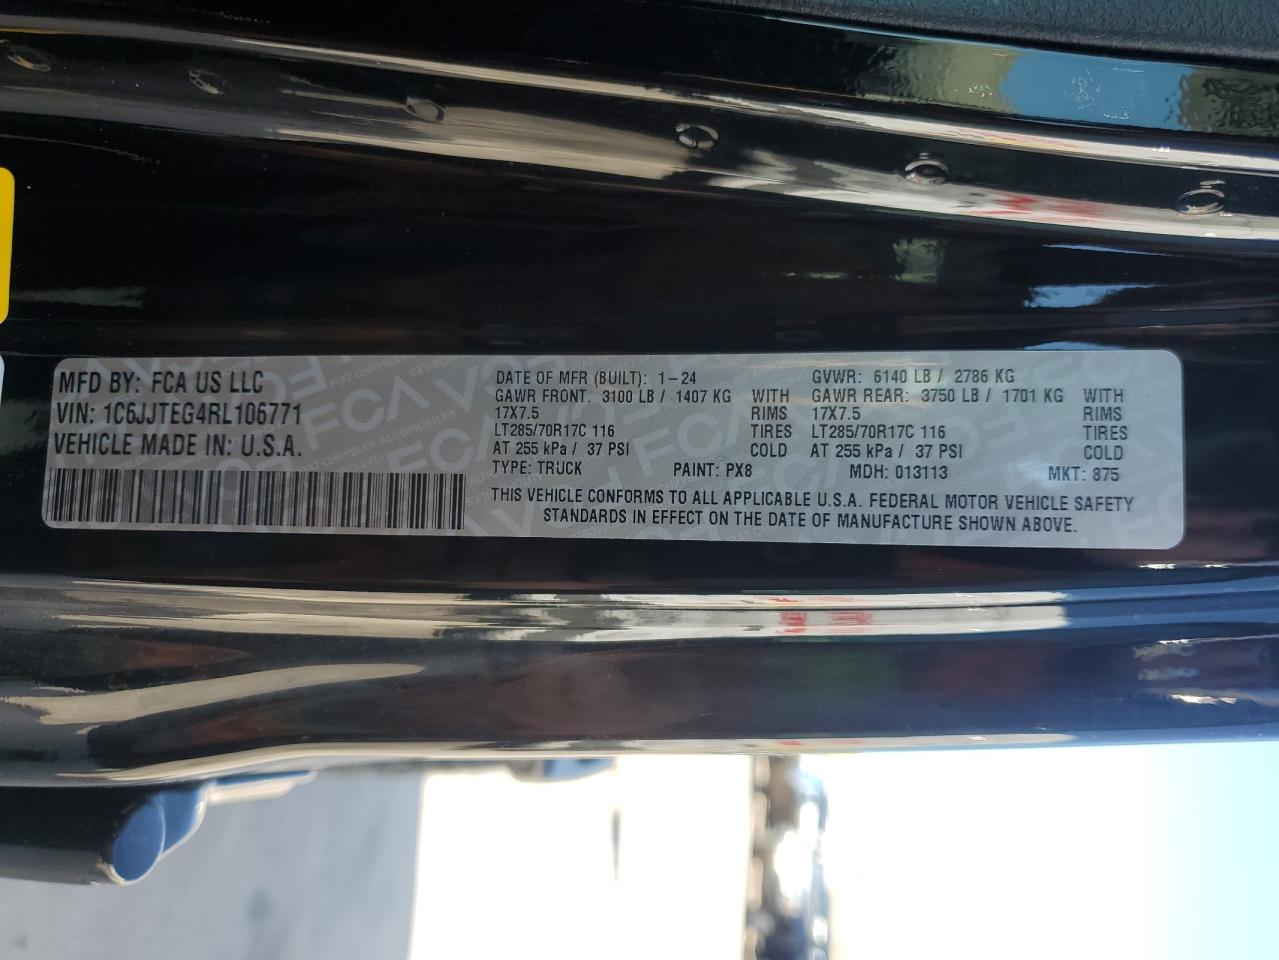 MFD BY: FCA US LLC
VIN: 1C6JJTEG4RL106771
VEHICLE MADE IN: U.S.A.
DATE OF MFR (BUILT): 1-24
GAWR FRONT: 3100 LB / 1407 KG WITH
17X7.5 RIMS
LT285/70R17C 116 TIRES
AT 255 kPa / 37 PSI COLD
GVWR: 6140 LB / 2786 KG
GAWR REAR: 3750 LB / 1701 KG WITH
17X7.5 RIMS
LT285/70R17C 116 TIRES
AT 255 kPa / 37 PSI COLD
TYPE: TRUCK PAINT: PX8 MDH: 013113 MKT: 875
THIS VEHICLE CONFORMS TO ALL APPLICABLE U.S.A. FEDERAL MOTOR VEHICLE SAFETY
STANDARDS IN EFFECT ON THE DATE OF MANUFACTURE SHOWN ABOVE.